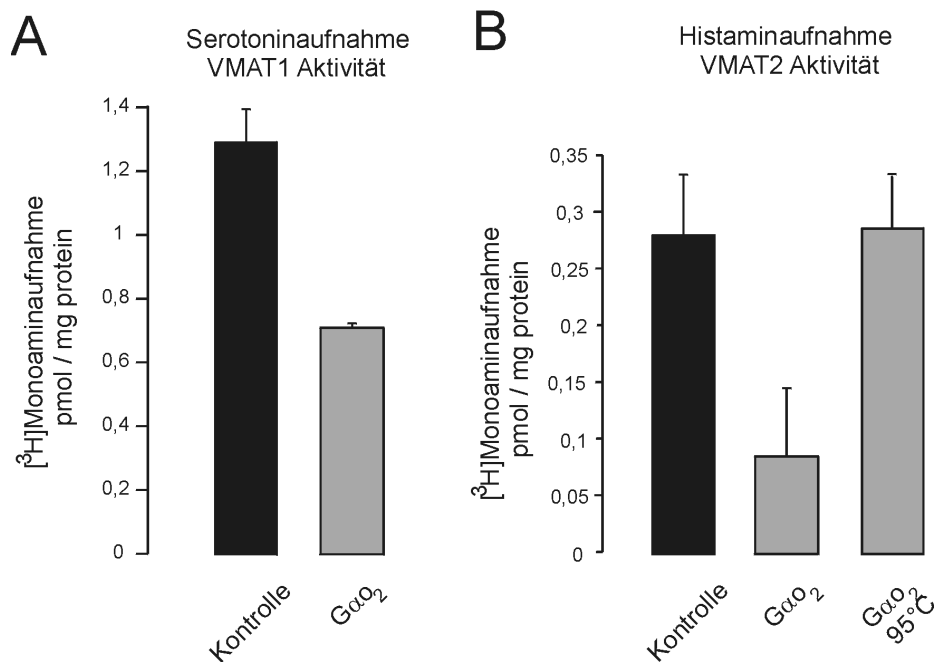 A
Serotoninaufnahme
VMAT1 Aktivität
[³H]Monoaminaufnahme
pmol / mg protein
1,4
1,2
1
0,8
0,6
0,4
0,2
0
Kontrolle
Gαo₂
B
Histaminaufnahme
VMAT2 Aktivität
[³H]Monoaminaufnahme
pmol / mg protein
0,35
0,3
0,25
0,2
0,15
0,1
0,05
0
Kontrolle
Gαo₂
Gαo₂
95°C